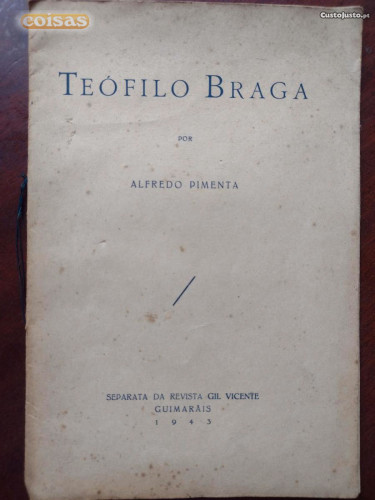 coisas
CustoJusto.pt
TEÓFILO BRAGA
POR
ALFREDO PIMENTA
SEPARATA DA REVISTA GIL VICENTE
GUIMARÃIS
1943